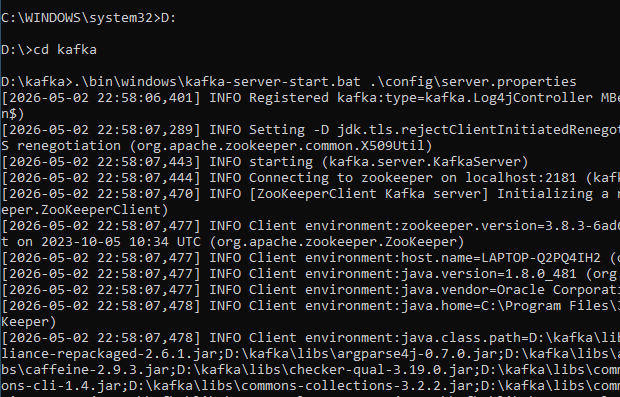 C:\WINDOWS\system32>D:
D:\>cd kafka
D:\kafka>.\bin\windows\kafka-server-start.bat .\config\server.properties
[2026-05-02 22:58:06,401] INFO Registered kafka:type=kafka.Log4jController MBe
n$)
[2026-05-02 22:58:07,289] INFO Setting -D jdk.tls.rejectClientInitiatedRenegot
S renegotiation (org.apache.zookeeper.common.X509Util)
[2026-05-02 22:58:07,443] INFO starting (kafka.server.KafkaServer)
[2026-05-02 22:58:07,444] INFO Connecting to zookeeper on localhost:2181 (kafk
[2026-05-02 22:58:07,470] INFO [ZooKeeperClient Kafka server] Initializing a n
eper.ZooKeeperClient)
[2026-05-02 22:58:07,477] INFO Client environment:zookeeper.version=3.8.3-6ad6
t on 2023-10-05 10:34 UTC (org.apache.zookeeper.ZooKeeper)
[2026-05-02 22:58:07,477] INFO Client environment:host.name=LAPTOP-Q2PQ4IH2 (o
[2026-05-02 22:58:07,477] INFO Client environment:java.version=1.8.0_481 (org.
[2026-05-02 22:58:07,477] INFO Client environment:java.vendor=Oracle Corporati
[2026-05-02 22:58:07,478] INFO Client environment:java.home=C:\Program Files\J
Keeper)
[2026-05-02 22:58:07,478] INFO Client environment:java.class.path=D:\kafka\lib
liance-repackaged-2.6.1.jar;D:\kafka\libs\argparse4j-0.7.0.jar;D:\kafka\libs\a
bs\caffeine-2.9.3.jar;D:\kafka\libs\checker-qual-3.19.0.jar;D:\kafka\libs\comm
ons-cli-1.4.jar;D:\kafka\libs\commons-collections-3.2.2.jar;D:\kafka\libs\comm